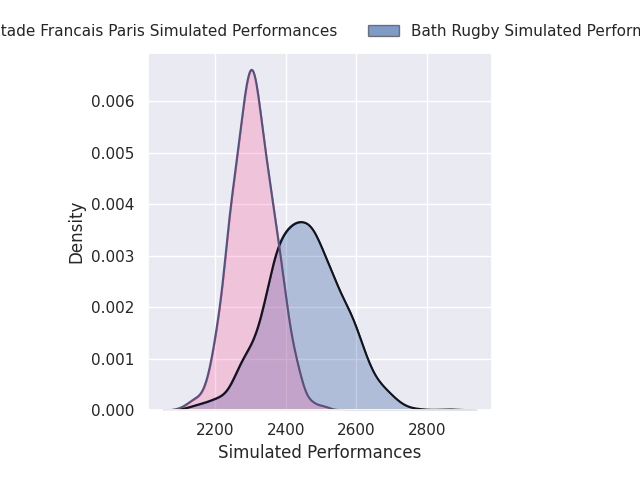 tade Francais Paris Simulated Performances
Bath Rugby Simulated Perforn
0.006
0.005
0.004
0.003
0.002
0.001
0.000
Density
2200 2400 2600 2800
Simulated Performances